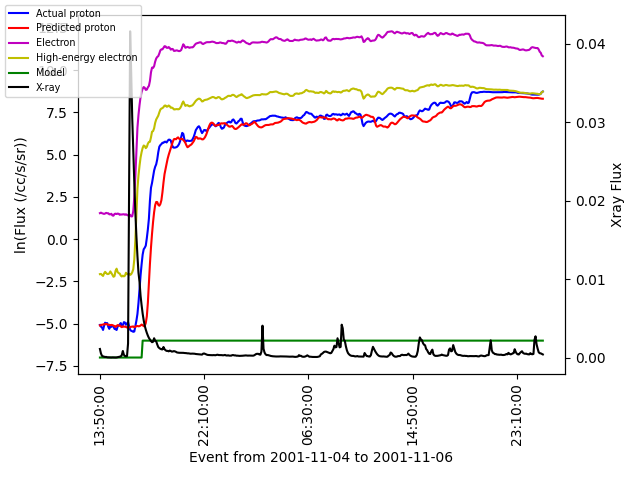 Actual proton
Predicted proton
Electron
High-energy electron
Model
X-ray
7.5
5.0
2.5
0.0
−2.5
−5.0
−7.5
ln(Flux (/cc/s/sr))
0.04
0.03
0.02
0.01
0.00
Xray Flux
13:50:00
22:10:00
06:30:00
14:50:00
23:10:00
Event from 2001-11-04 to 2001-11-06